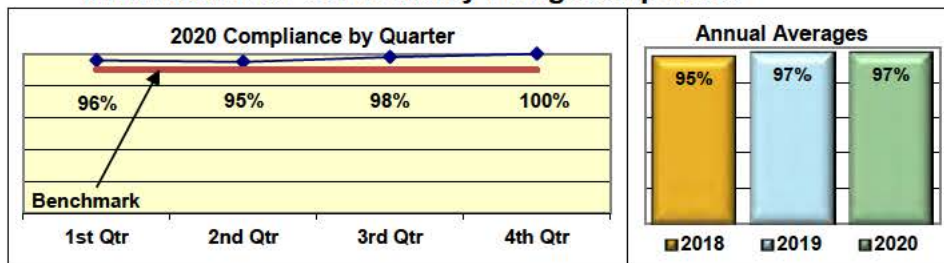 2020 Compliance by Quarter
96% 95% 98% 100%
Benchmark
1st Qtr 2nd Qtr 3rd Qtr 4th Qtr
Annual Averages
95% 97% 97%
2018 2019 2020